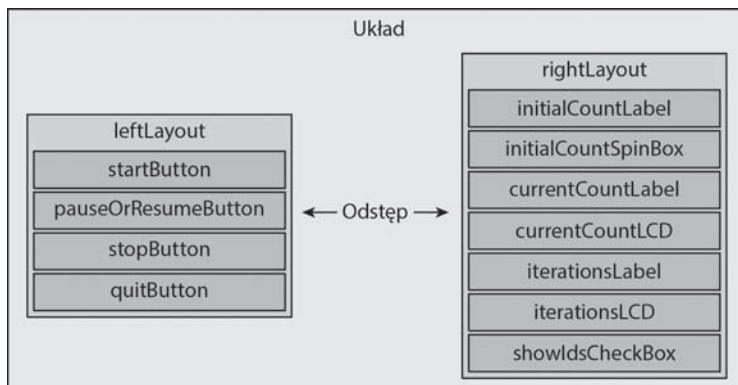 Układ
leftLayout
startButton
pauseOrResumeButton
stopButton
quitButton
Odstęp
rightLayout
initialCountLabel
initialCountSpinBox
currentCountLabel
currentCountLCD
iterationsLabel
iterationsLCD
showIdsCheckBox